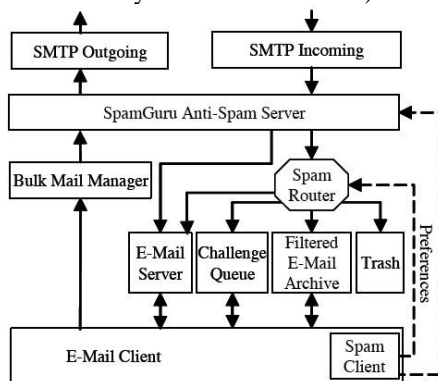 SMTP Outgoing
SMTP Incoming
SpamGuru Anti-Spam Server
Bulk Mail Manager
Spam
Router
E-Mail
Server
Challenge
Queue
Filtered
E-Mail
Archive
Trash
Preferences
E-Mail Client
Spam
Client